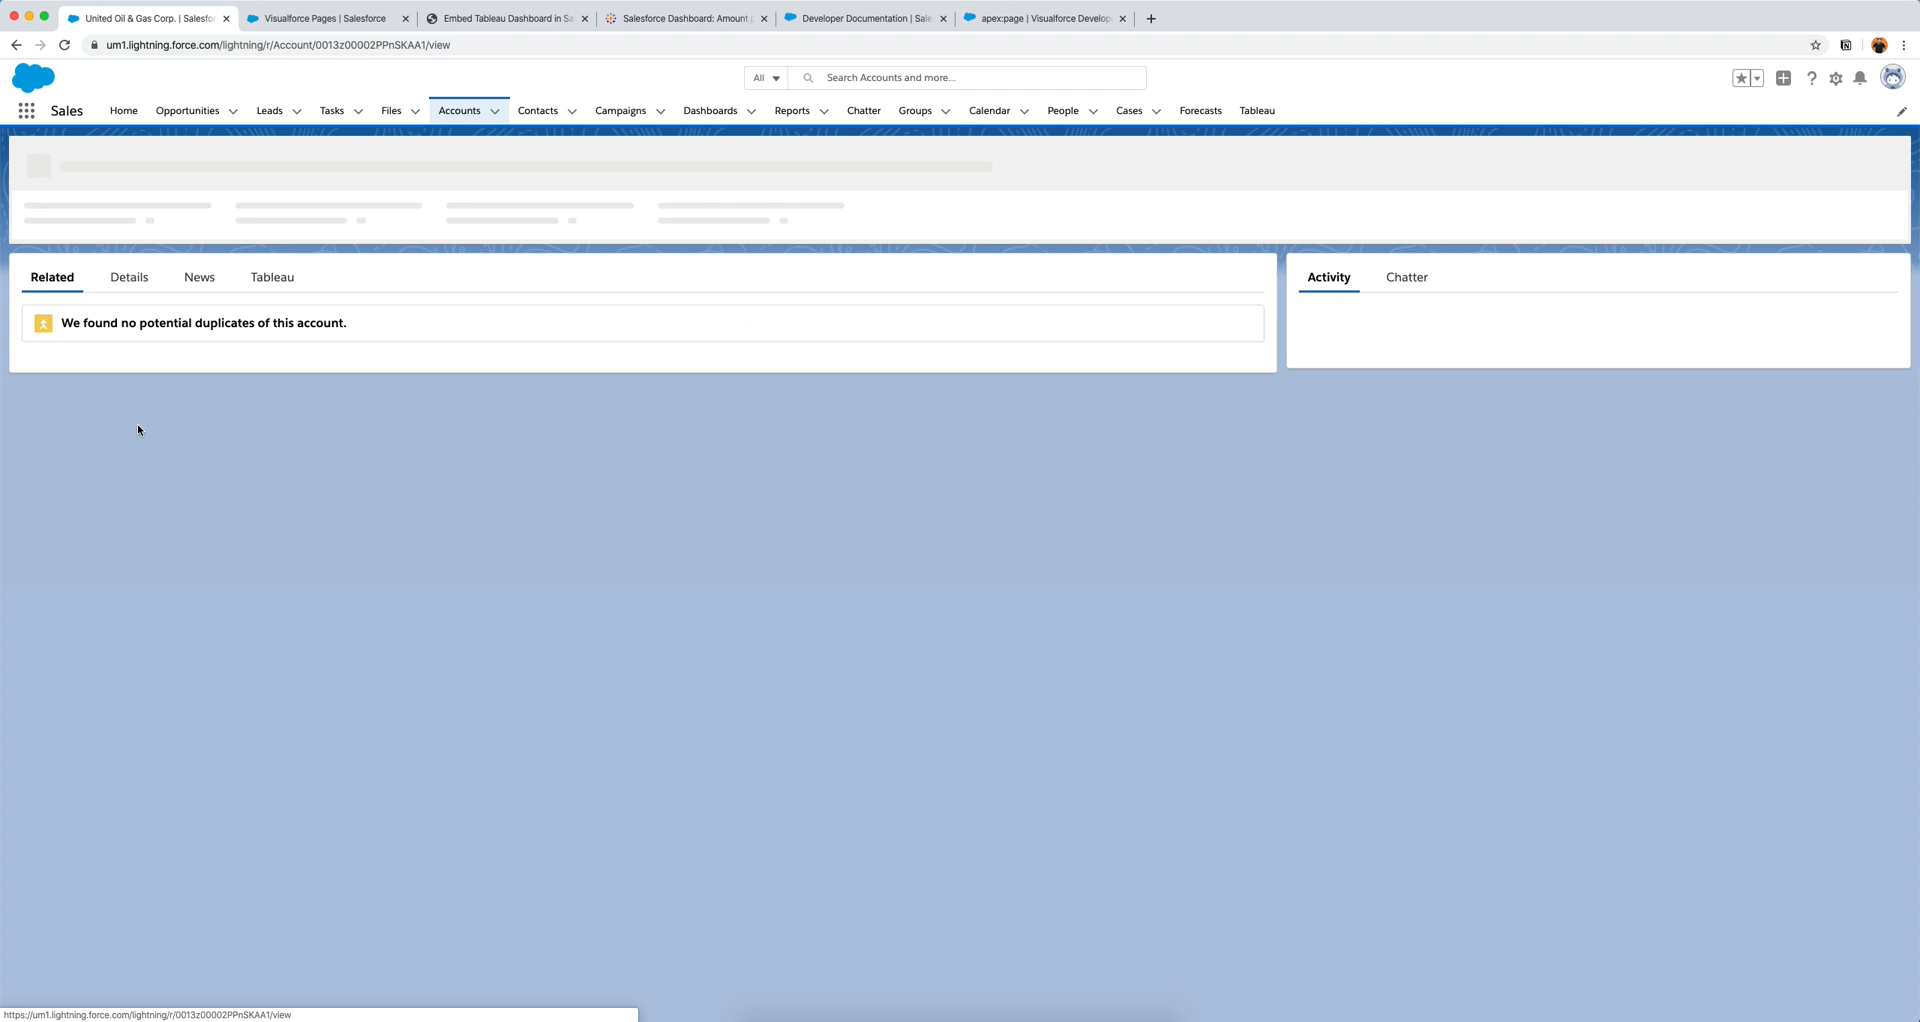 United Oil & Gas Corp. | Salesfor
Visualforce Pages | Salesforce
Embed Tableau Dashboard in Sa
Salesforce Dashboard: Amount p
Developer Documentation | Sale
apex:page | Visualforce Develop
um1.lightning.force.com/lightning/r/Account/0013z00002PPnSKAA1/view
All
Search Accounts and more...
Sales
Home
Opportunities
Leads
Tasks
Files
Accounts
Contacts
Campaigns
Dashboards
Reports
Chatter
Groups
Calendar
People
Cases
Forecasts
Tableau
Related
Details
News
Tableau
Activity
Chatter
We found no potential duplicates of this account.
https://um1.lightning.force.com/lightning/r/0013z00002PPnSKAA1/view